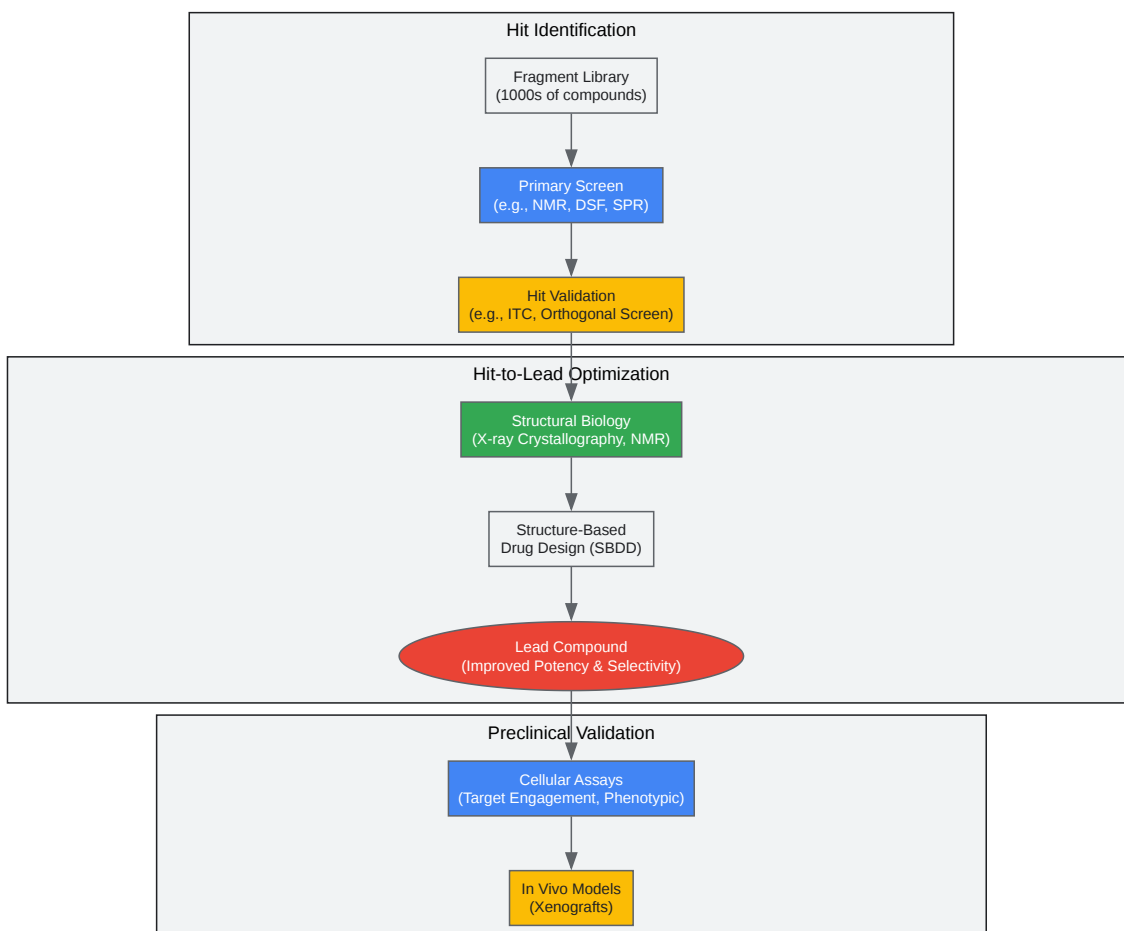 Hit Identification
Fragment Library
(1000s of compounds)
Primary Screen
(e.g., NMR, DSF, SPR)
Hit Validation
(e.g., ITC, Orthogonal Screen)
Hit-to-Lead Optimization
Structural Biology
(X-ray Crystallography, NMR)
Structure-Based
Drug Design (SBDD)
Lead Compound
(Improved Potency & Selectivity)
Preclinical Validation
Cellular Assays
(Target Engagement, Phenotypic)
In Vivo Models
(Xenografts)